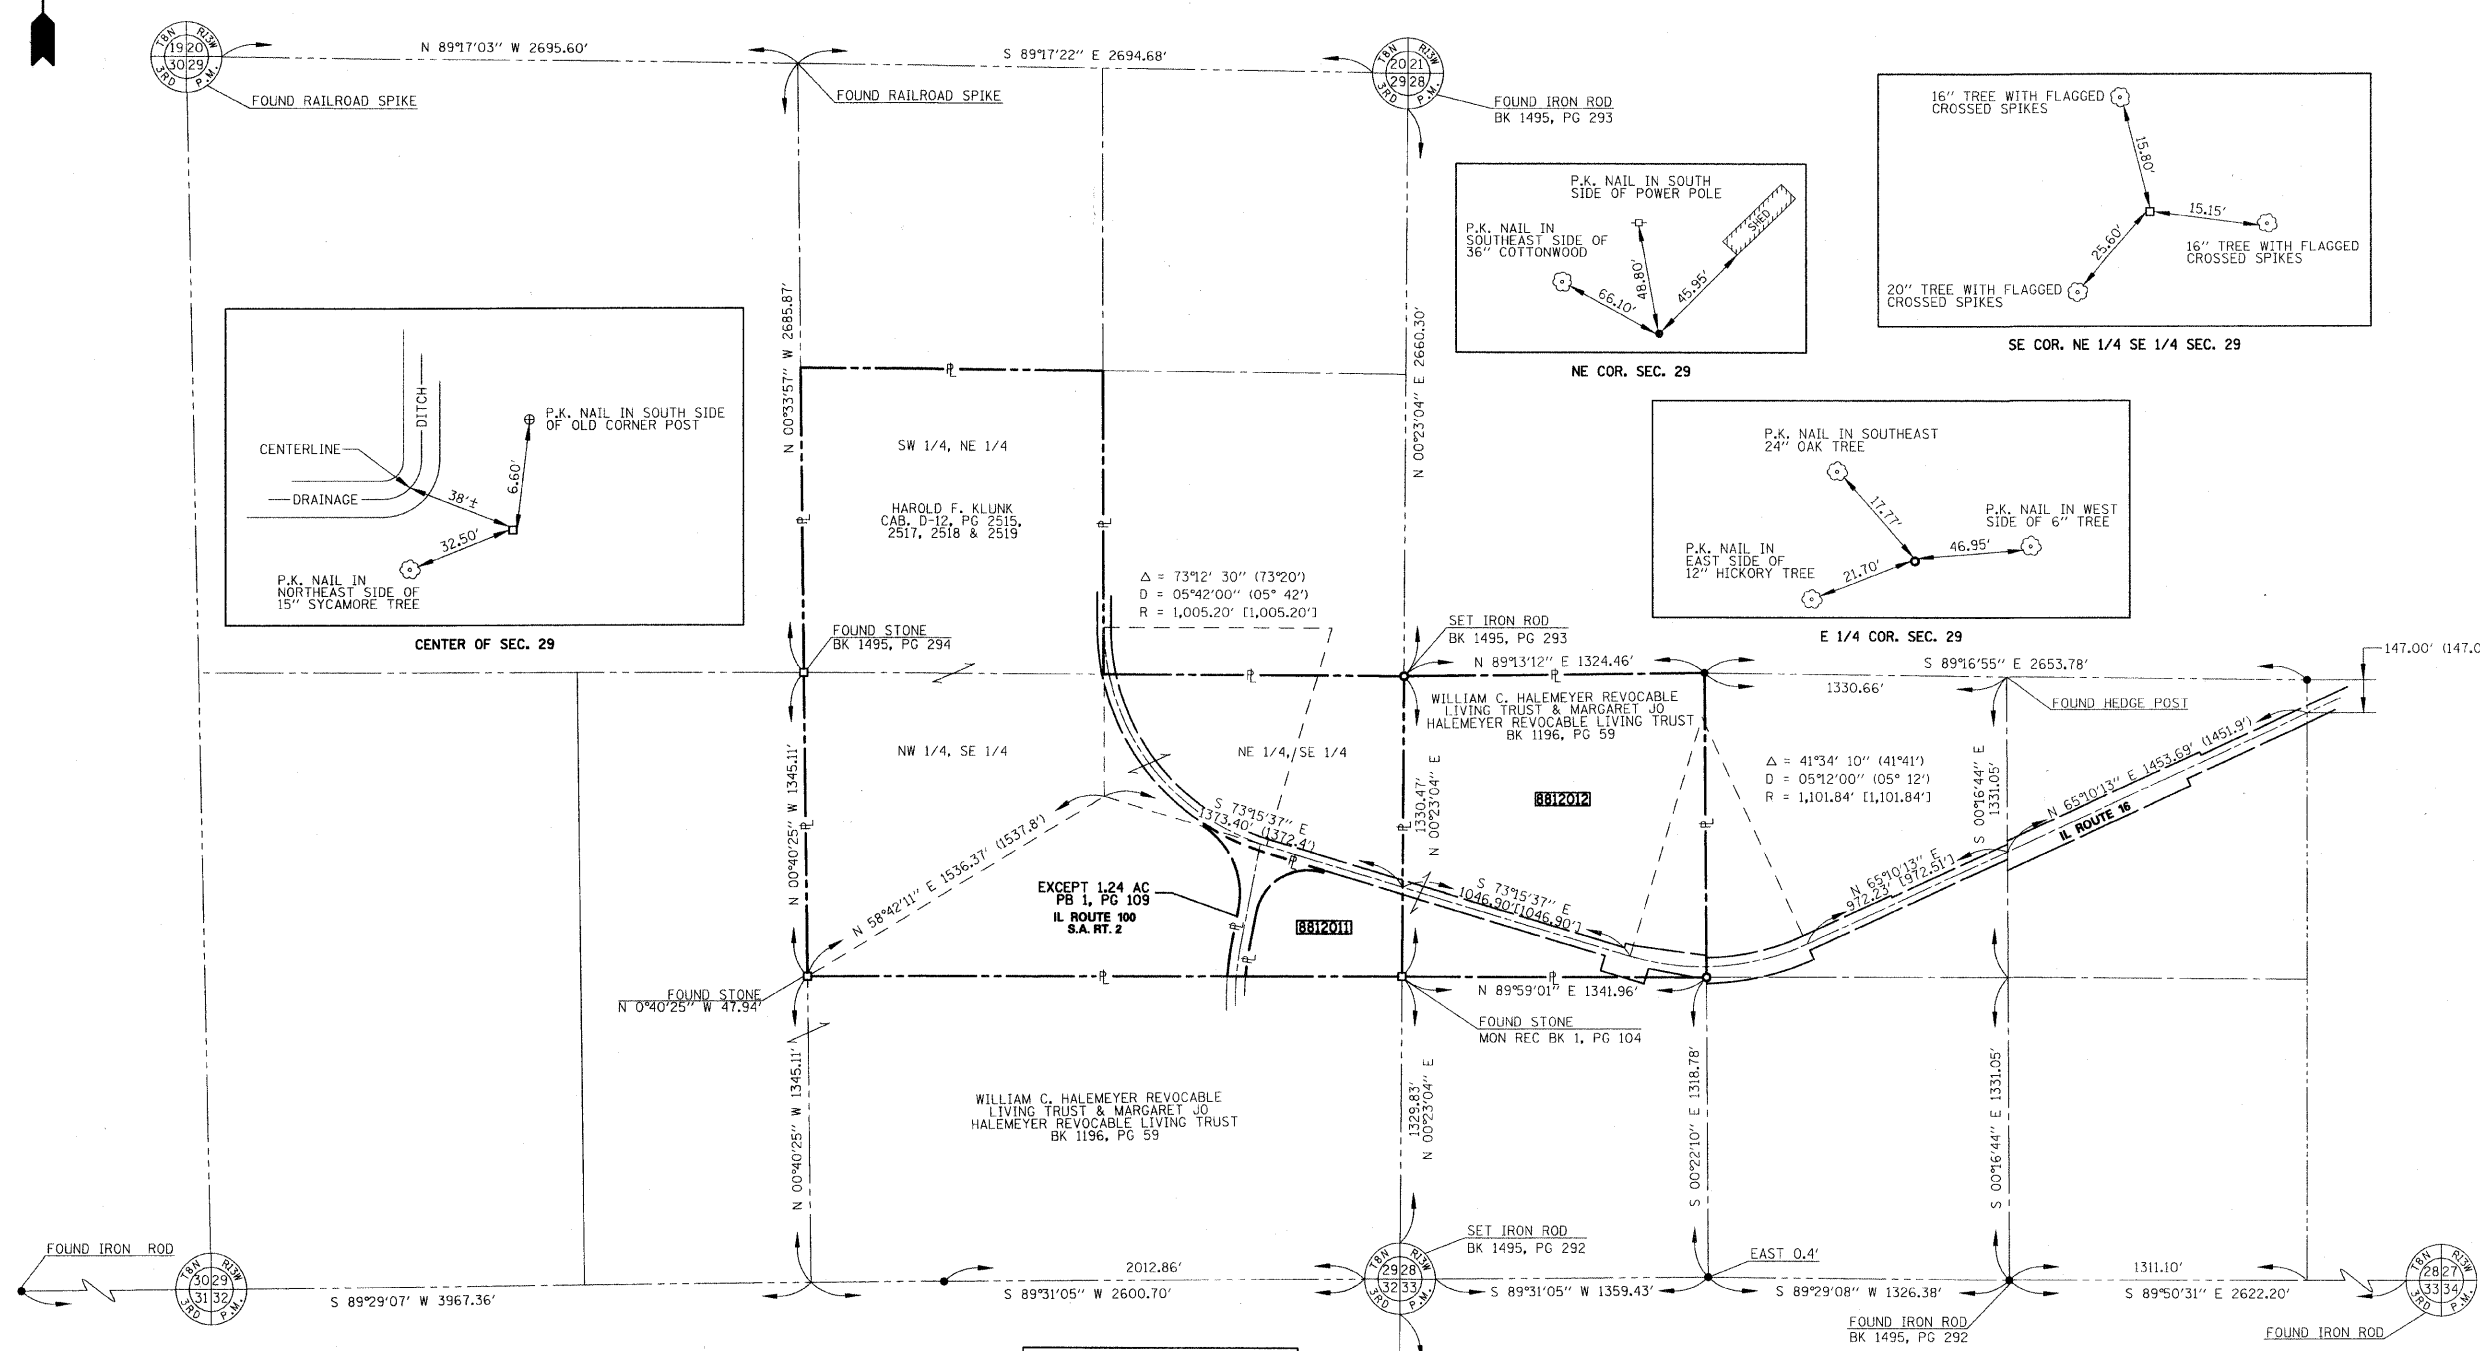 T8N R13W
19 20
30 29
3RD P.M.
N 89°17'03" W 2695.60'
S 89°17'22" E 2694.68'
T8N R13W
20 21
29 28
3RD P.M.
FOUND RAILROAD SPIKE
FOUND RAILROAD SPIKE
FOUND IRON ROD
BK 1495, PG 293
16" TREE WITH FLAGGED
CROSSED SPIKES
15.80'
15.15'
16" TREE WITH FLAGGED
CROSSED SPIKES
25.60'
20" TREE WITH FLAGGED
CROSSED SPIKES
SE COR. NE 1/4 SE 1/4 SEC. 29
P.K. NAIL IN SOUTH
SIDE OF POWER POLE
SHED
P.K. NAIL IN
SOUTHEAST SIDE OF
36" COTTONWOOD
66.10'
48.80'
45.95'
NE COR. SEC. 29
N 00°33'57" W 2685.87'
N 00°23'04" E 2660.30'
DITCH
P.K. NAIL IN SOUTH SIDE
OF OLD CORNER POST
CENTERLINE
6.60'
DRAINAGE
38'±
32.50'
P.K. NAIL IN
NORTHEAST SIDE OF
15" SYCAMORE TREE
CENTER OF SEC. 29
P.K. NAIL IN SOUTHEAST
24" OAK TREE
17.77'
P.K. NAIL IN WEST
SIDE OF 6" TREE
46.95'
P.K. NAIL IN
EAST SIDE OF
12" HICKORY TREE
21.70'
E 1/4 COR. SEC. 29
PL
PL
PL
SW 1/4, NE 1/4
HAROLD F. KLUNK
CAB. D-12, PG 2515,
2517, 2518 & 2519
Δ = 73°12' 30" (73°20')
D = 05°42'00" (05° 42')
R = 1,005.20' [1,005.20']
FOUND STONE
BK 1495, PG 294
SET IRON ROD
BK 1495, PG 293
N 89°13'12" E 1324.46'
S 89°16'55" E 2653.78'
147.00' (147.0
PL
PL
1330.66'
FOUND HEDGE POST
WILLIAM C. HALEMEYER REVOCABLE
LIVING TRUST & MARGARET JO
HALEMEYER REVOCABLE LIVING TRUST
BK 1196, PG 59
NW 1/4, SE 1/4
NE 1/4, SE 1/4
N 00°40'25" W 1345.11'
PL
1330.47'
N 00°23'04" E
PL
8812012
PL
Δ = 41°34' 10" (41°41')
D = 05°12'00" (05° 12')
R = 1,101.84' [1,101.84']
S 00°16'44" E
1331.05'
N 65°10'13" E 1453.69' (1451.9')
IL ROUTE 16
S 73°15'37" E
1373.40' (1372.4')
PL
N 58°42'11" E 1536.37' (1537.8')
S 73°15'37" E
1046.90' [1046.90']
N 65°10'13" E
972.23' [972.51']
EXCEPT 1.24 AC
PB 1, PG 109
IL ROUTE 100
S.A. RT. 2
PL
PL
8812011
FOUND STONE
N 0°40'25" W 47.94'
PL
PL
N 89°59'01" E 1341.96'
FOUND STONE
MON REC BK 1, PG 104
N 00°40'25" W 1345.11'
WILLIAM C. HALEMEYER REVOCABLE
LIVING TRUST & MARGARET JO
HALEMEYER REVOCABLE LIVING TRUST
BK 1196, PG 59
1329.83'
N 00°23'04" E
S 00°22'10" E 1318.78'
S 00°16'44" E 1331.05'
FOUND IRON ROD
SET IRON ROD
BK 1495, PG 292
EAST 0.4'
T8N R13W
30 29
31 32
3RD P.M.
T8N R13W
29 28
32 33
3RD P.M.
T8N R13W
28 27
33 34
3RD P.M.
2012.86'
1311.10'
S 89°29'07" W 3967.36'
S 89°31'05" W 2600.70'
S 89°31'05" W 1359.43'
S 89°29'08" W 1326.38'
S 89°50'31" E 2622.20'
FOUND IRON ROD
BK 1495, PG 292
FOUND IRON ROD